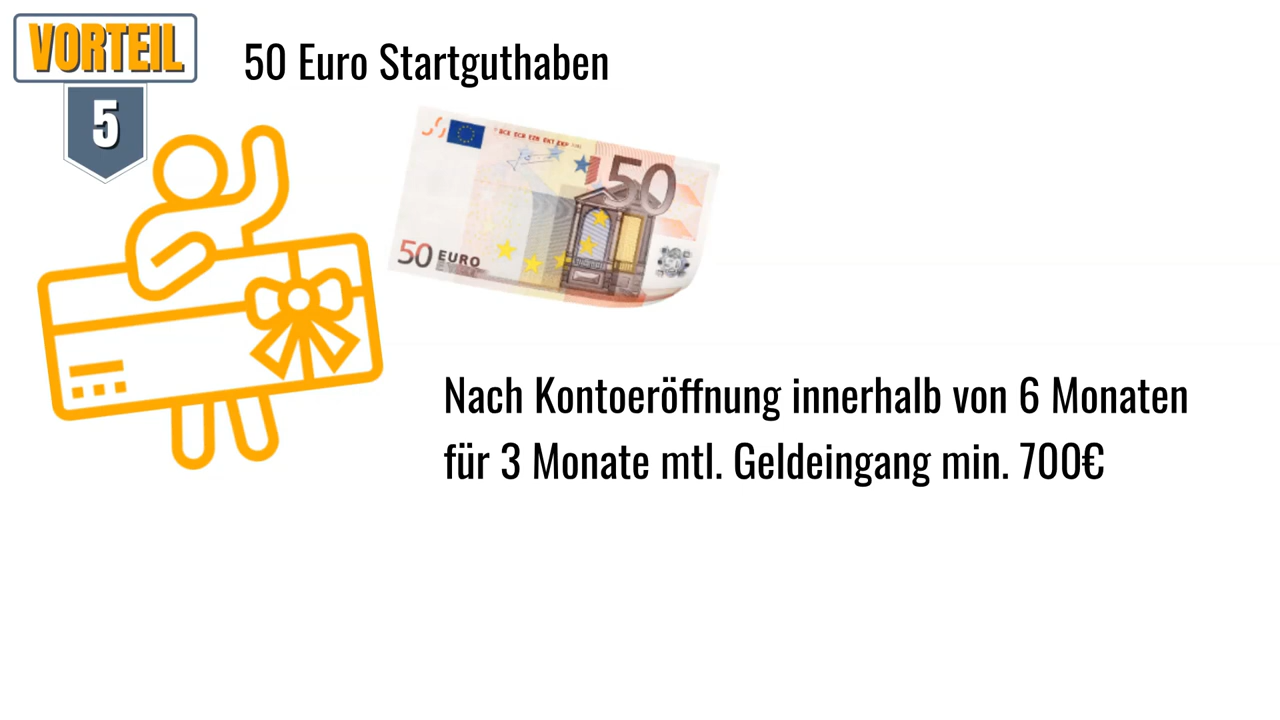 VORTEIL
5
50 Euro Startguthaben
50
50 EURO
Nach Kontoeröffnung innerhalb von 6 Monaten
für 3 Monate mtl. Geldeingang min. 700€